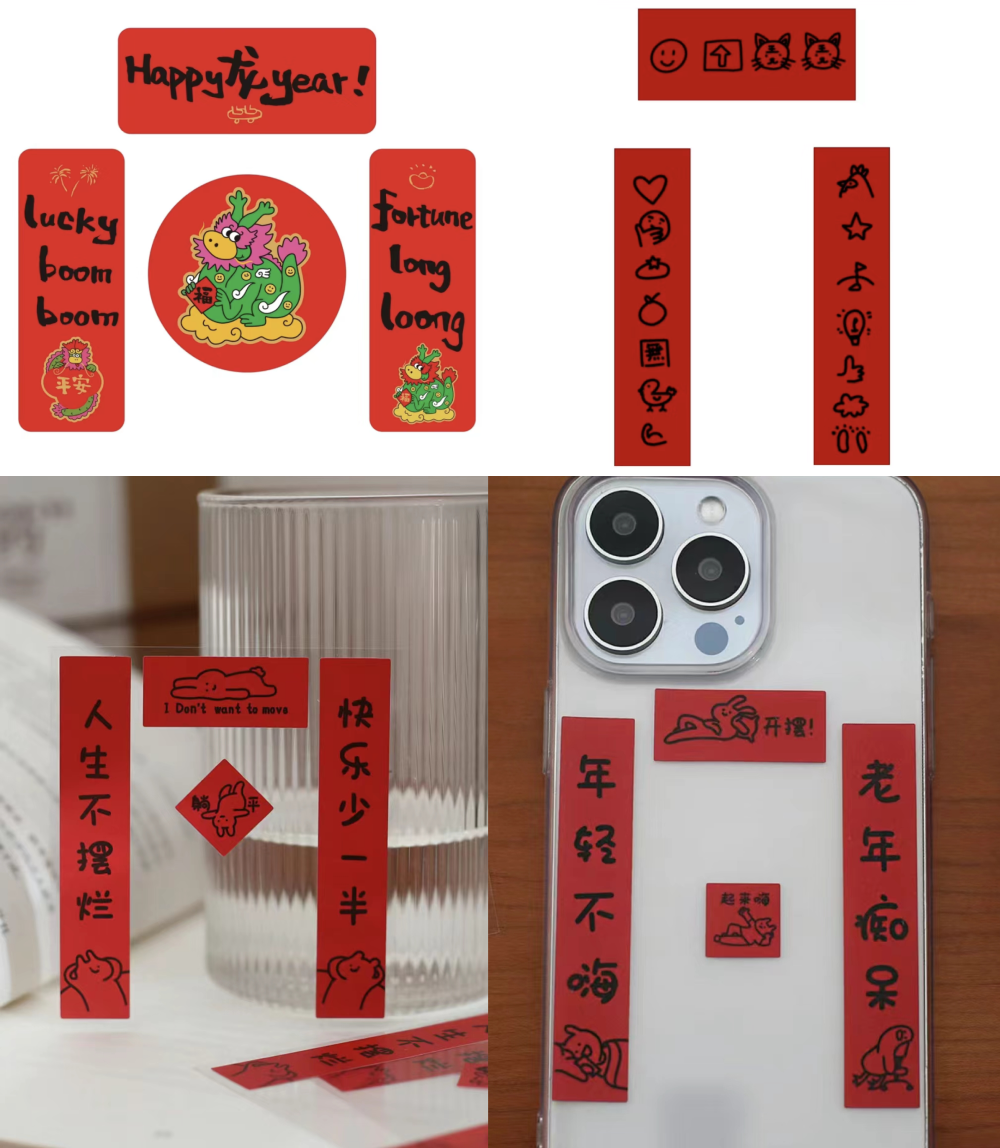 Happy龙year!
lucky
boom
boom
平安
福
fortune
long
loong
無
人生不摆烂
I Don't want to move
躺平
快乐少一半
年轻不嗨
开摆!
起来嗨
老年痴呆